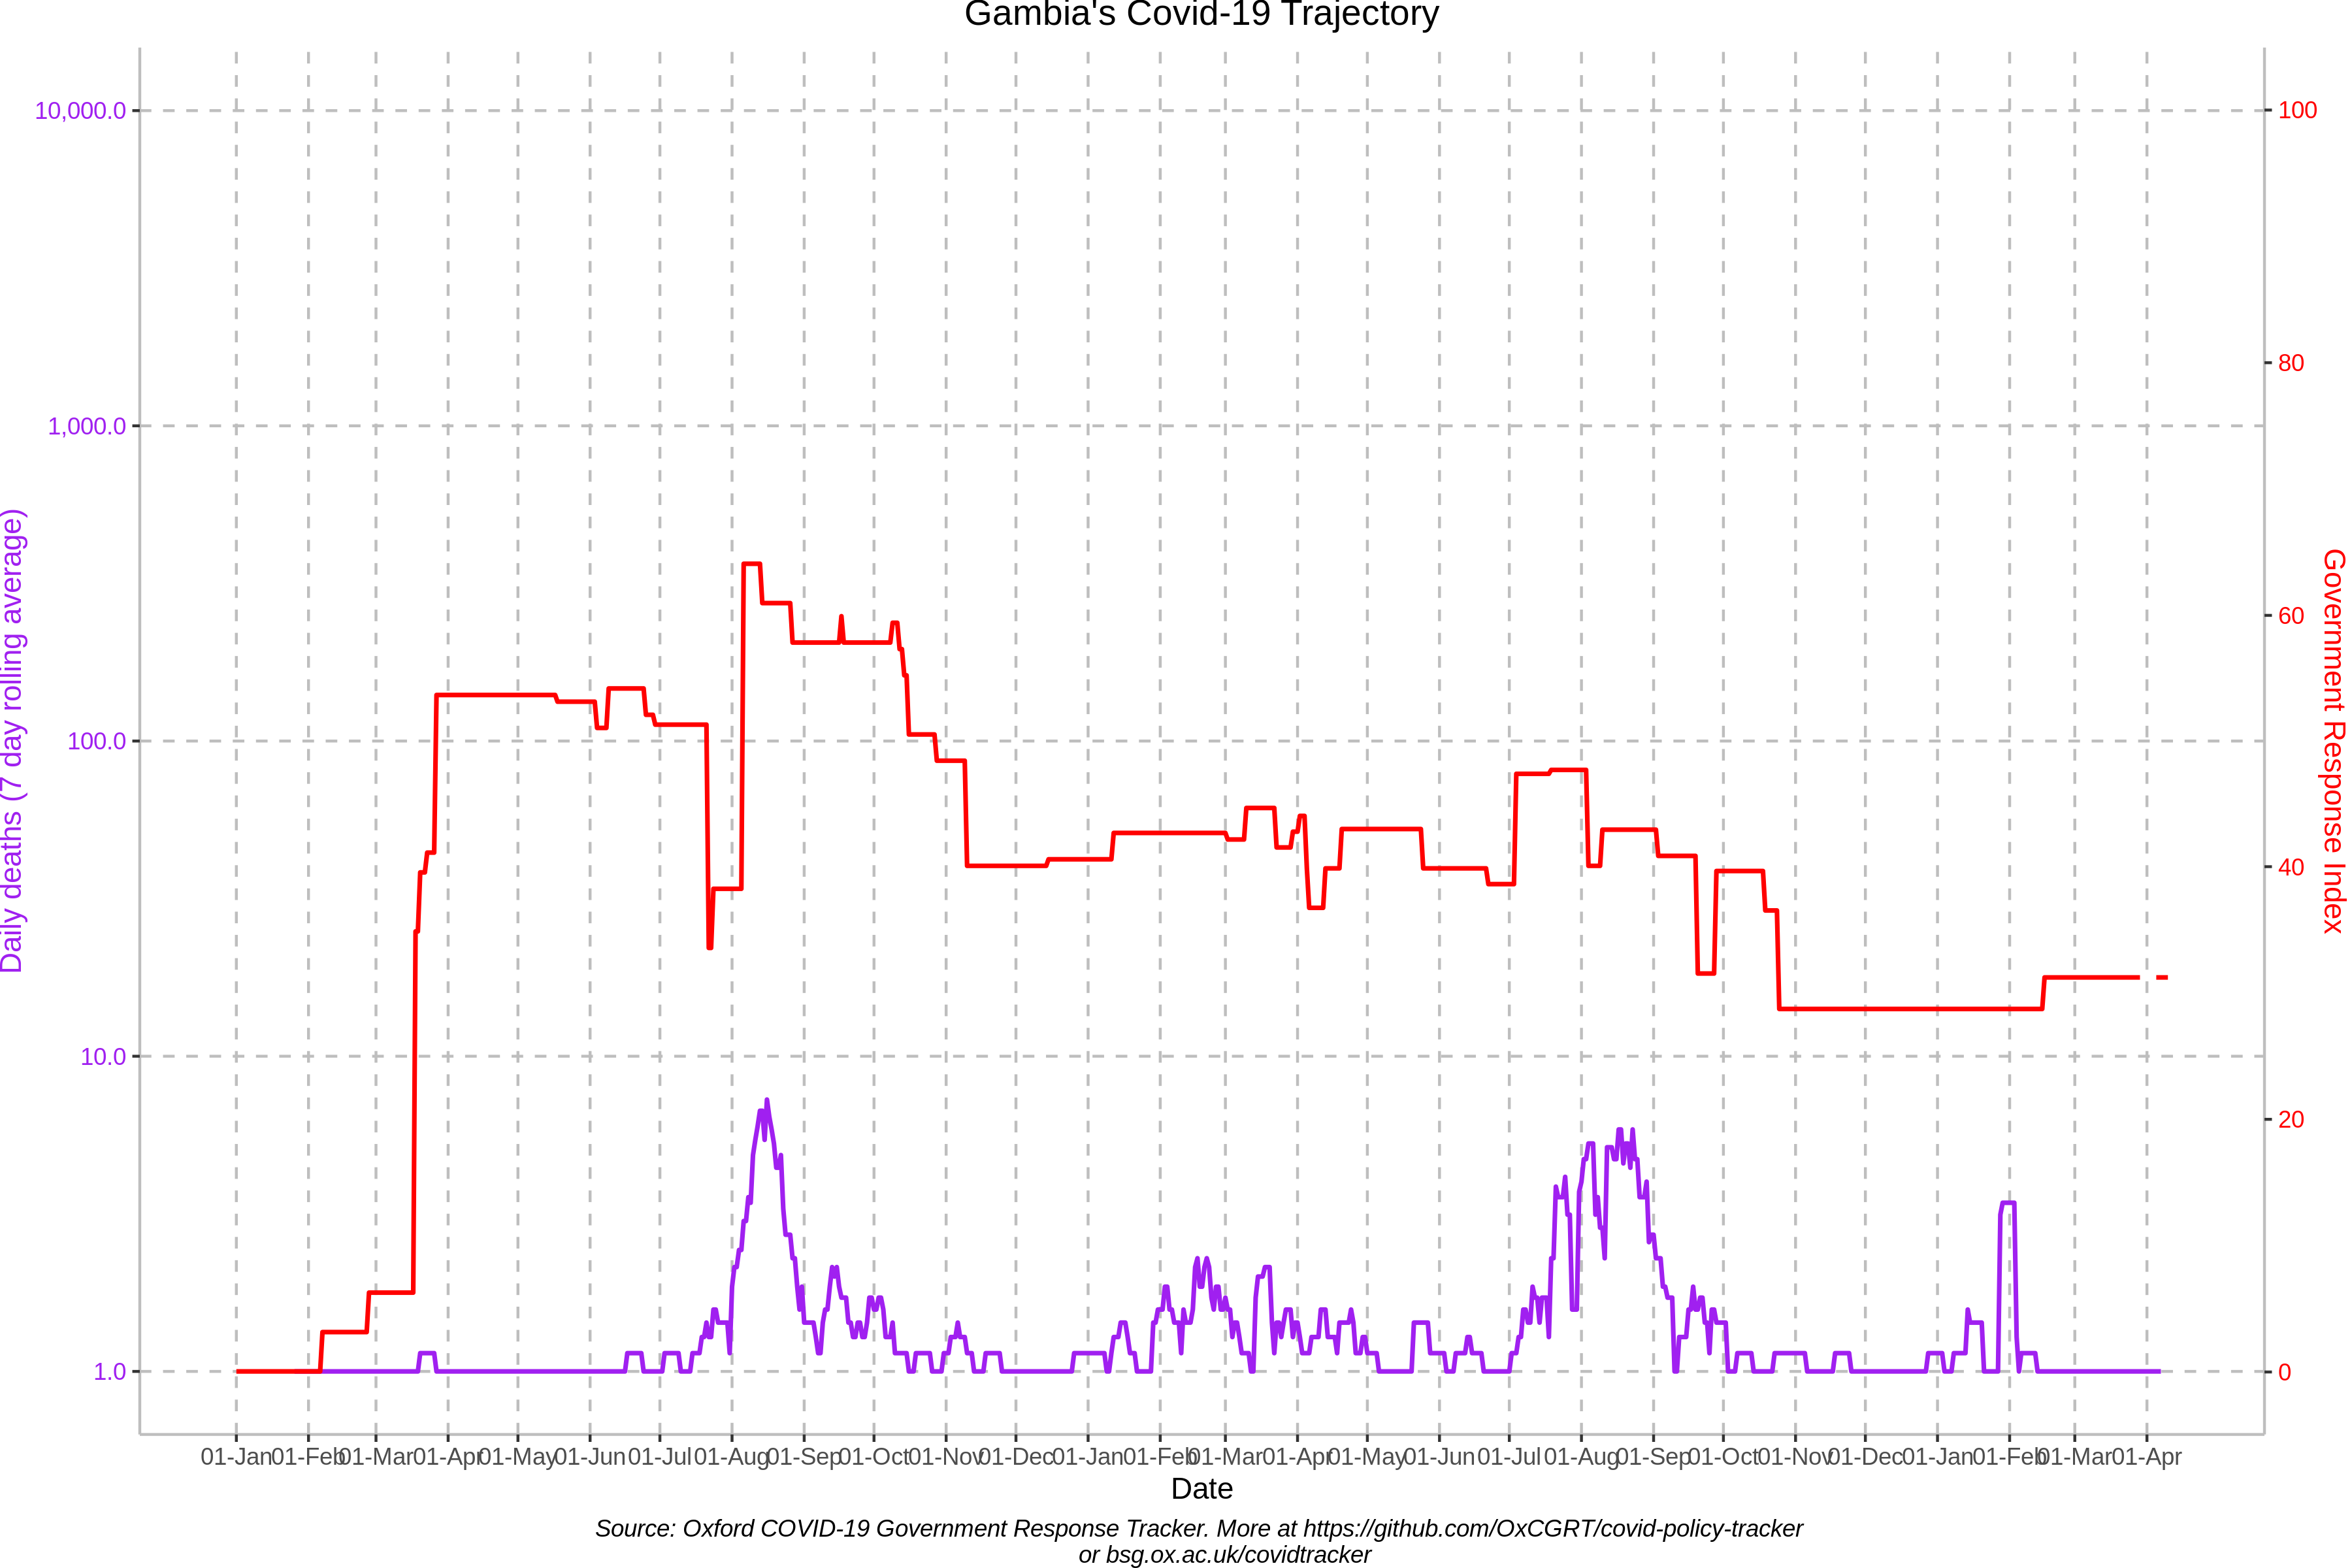 Gambia's Covid-19 Trajectory
10,000.0
1,000.0
100.0
10.0
1.0
Daily deaths (7 day rolling average)
100
80
60
40
20
0
Government Response Index
01-Jan 01-Feb 01-Mar 01-Apr 01-May 01-Jun 01-Jul 01-Aug 01-Sep 01-Oct 01-Nov 01-Dec 01-Jan 01-Feb 01-Mar 01-Apr 01-May 01-Jun 01-Jul 01-Aug 01-Sep 01-Oct 01-Nov 01-Dec 01-Jan 01-Feb 01-Mar 01-Apr
Date
Source: Oxford COVID-19 Government Response Tracker. More at https://github.com/OxCGRT/covid-policy-tracker
or bsg.ox.ac.uk/covidtracker